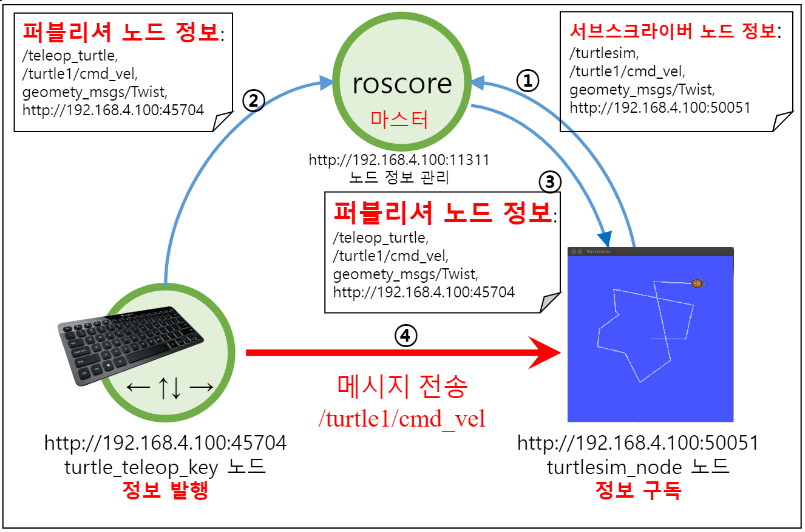 퍼블리셔 노드 정보:
/teleop_turtle,
/turtle1/cmd_vel,
geomety_msgs/Twist,
http://192.168.4.100:45704
②
roscore
마스터
http://192.168.4.100:11311
노드 정보 관리
①
서브스크라이버 노드 정보:
/turtlesim,
/turtle1/cmd_vel,
geomety_msgs/Twist,
http://192.168.4.100:50051
③
퍼블리셔 노드 정보:
/teleop_turtle,
/turtle1/cmd_vel,
geomety_msgs/Twist,
http://192.168.4.100:45704
← ↑↓ →
④
메시지 전송
/turtle1/cmd_vel
http://192.168.4.100:45704
turtle_teleop_key 노드
정보 발행
http://192.168.4.100:50051
turtlesim_node 노드
정보 구독